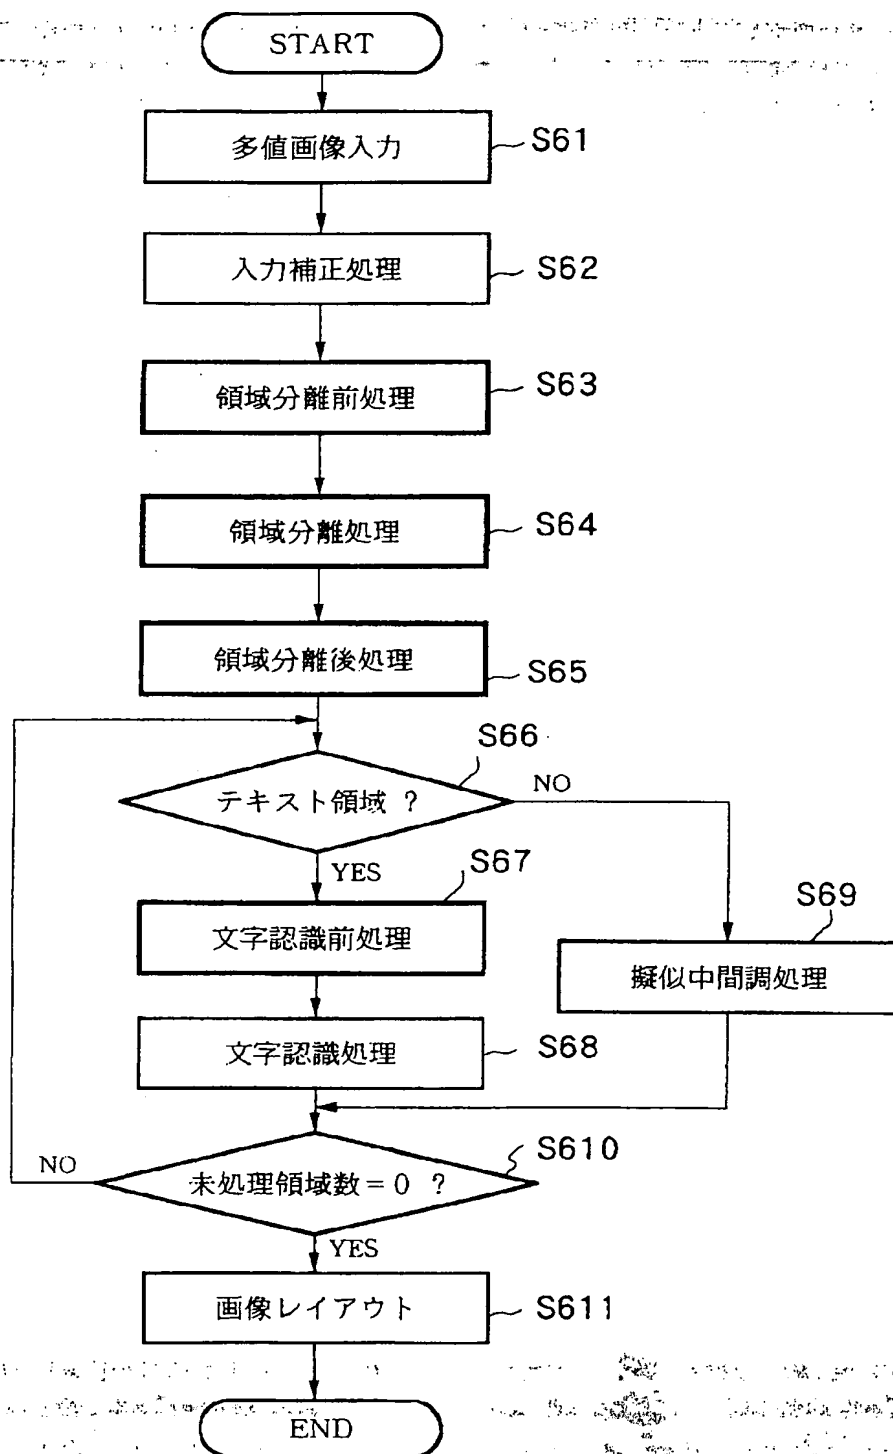 START
多値画像入力
S61
入力補正処理
S62
領域分離前処理
S63
領域分離処理
S64
領域分離後処理
S65
S66
テキスト領域 ?
NO
YES
S67
文字認識前処理
S69
擬似中間調処理
文字認識処理
S68
S610
NO
未処理領域数=0 ?
YES
画像レイアウト
S611
END